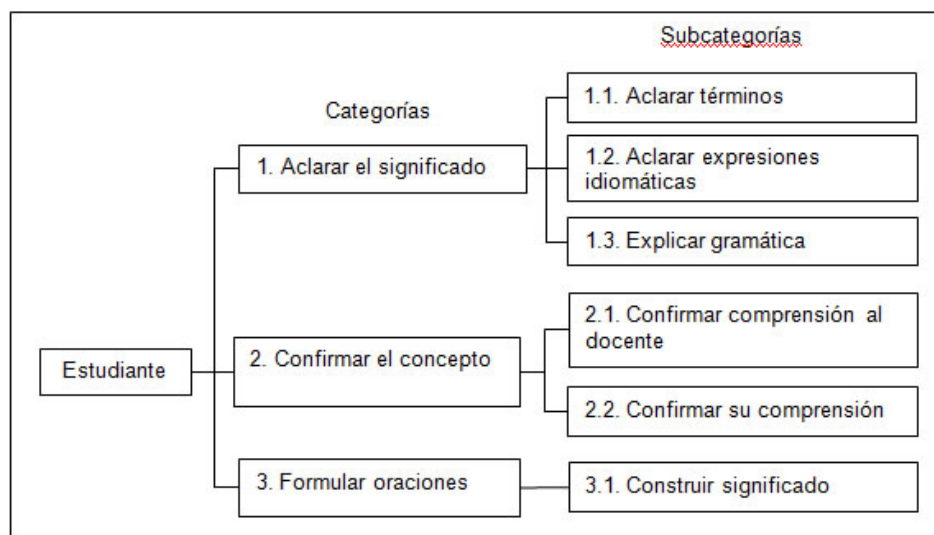 Subcategorías
Categorías
1.1. Aclarar términos
1. Aclarar el significado
1.2. Aclarar expresiones
idiomáticas
1.3. Explicar gramática
Estudiante
2. Confirmar el concepto
2.1. Confirmar comprensión al
docente
2.2. Confirmar su comprensión
3. Formular oraciones
3.1. Construir significado